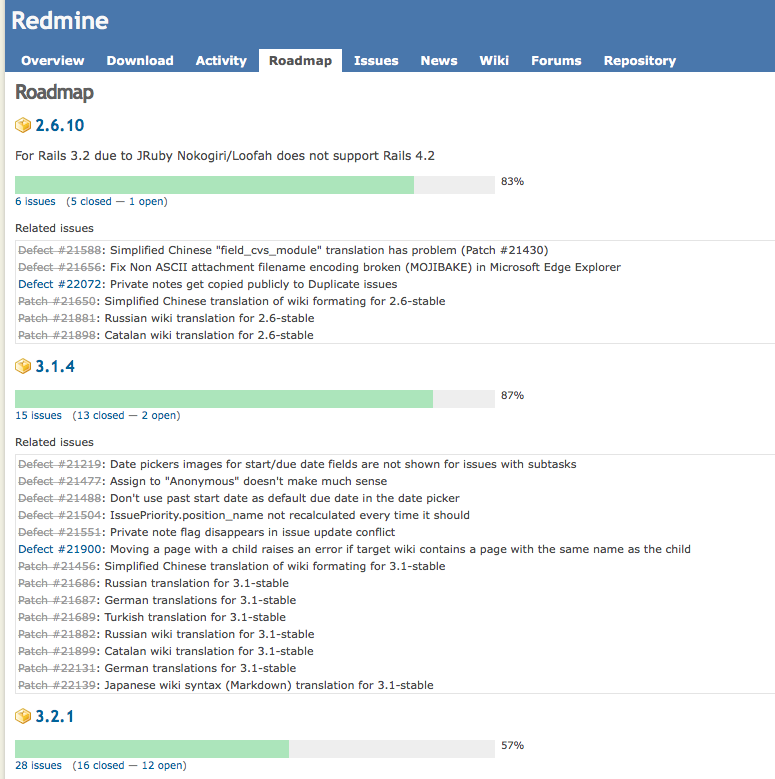 Redmine
Overview Download Activity Roadmap Issues News Wiki Forums Repository
Roadmap
2.6.10
For Rails 3.2 due to JRuby Nokogiri/Loofah does not support Rails 4.2
83%
6 issues (5 closed — 1 open)
Related issues
Defect #21588: Simplified Chinese "field_cvs_module" translation has problem (Patch #21430)
Defect #21656: Fix Non ASCII attachment filename encoding broken (MOJIBAKE) in Microsoft Edge Explorer
Defect #22072: Private notes get copied publicly to Duplicate issues
Patch #21650: Simplified Chinese translation of wiki formating for 2.6-stable
Patch #21881: Russian wiki translation for 2.6-stable
Patch #21898: Catalan wiki translation for 2.6-stable
3.1.4
87%
15 issues (13 closed — 2 open)
Related issues
Defect #21219: Date pickers images for start/due date fields are not shown for issues with subtasks
Defect #21477: Assign to "Anonymous" doesn't make much sense
Defect #21488: Don't use past start date as default due date in the date picker
Defect #21504: IssuePriority.position_name not recalculated every time it should
Defect #21551: Private note flag disappears in issue update conflict
Defect #21900: Moving a page with a child raises an error if target wiki contains a page with the same name as the child
Patch #21456: Simplified Chinese translation of wiki formating for 3.1-stable
Patch #21686: Russian translation for 3.1-stable
Patch #21687: German translations for 3.1-stable
Patch #21689: Turkish translation for 3.1-stable
Patch #21882: Russian wiki translation for 3.1-stable
Patch #21899: Catalan wiki translation for 3.1-stable
Patch #22131: German translations for 3.1-stable
Patch #22139: Japanese wiki syntax (Markdown) translation for 3.1-stable
3.2.1
57%
28 issues (16 closed — 12 open)